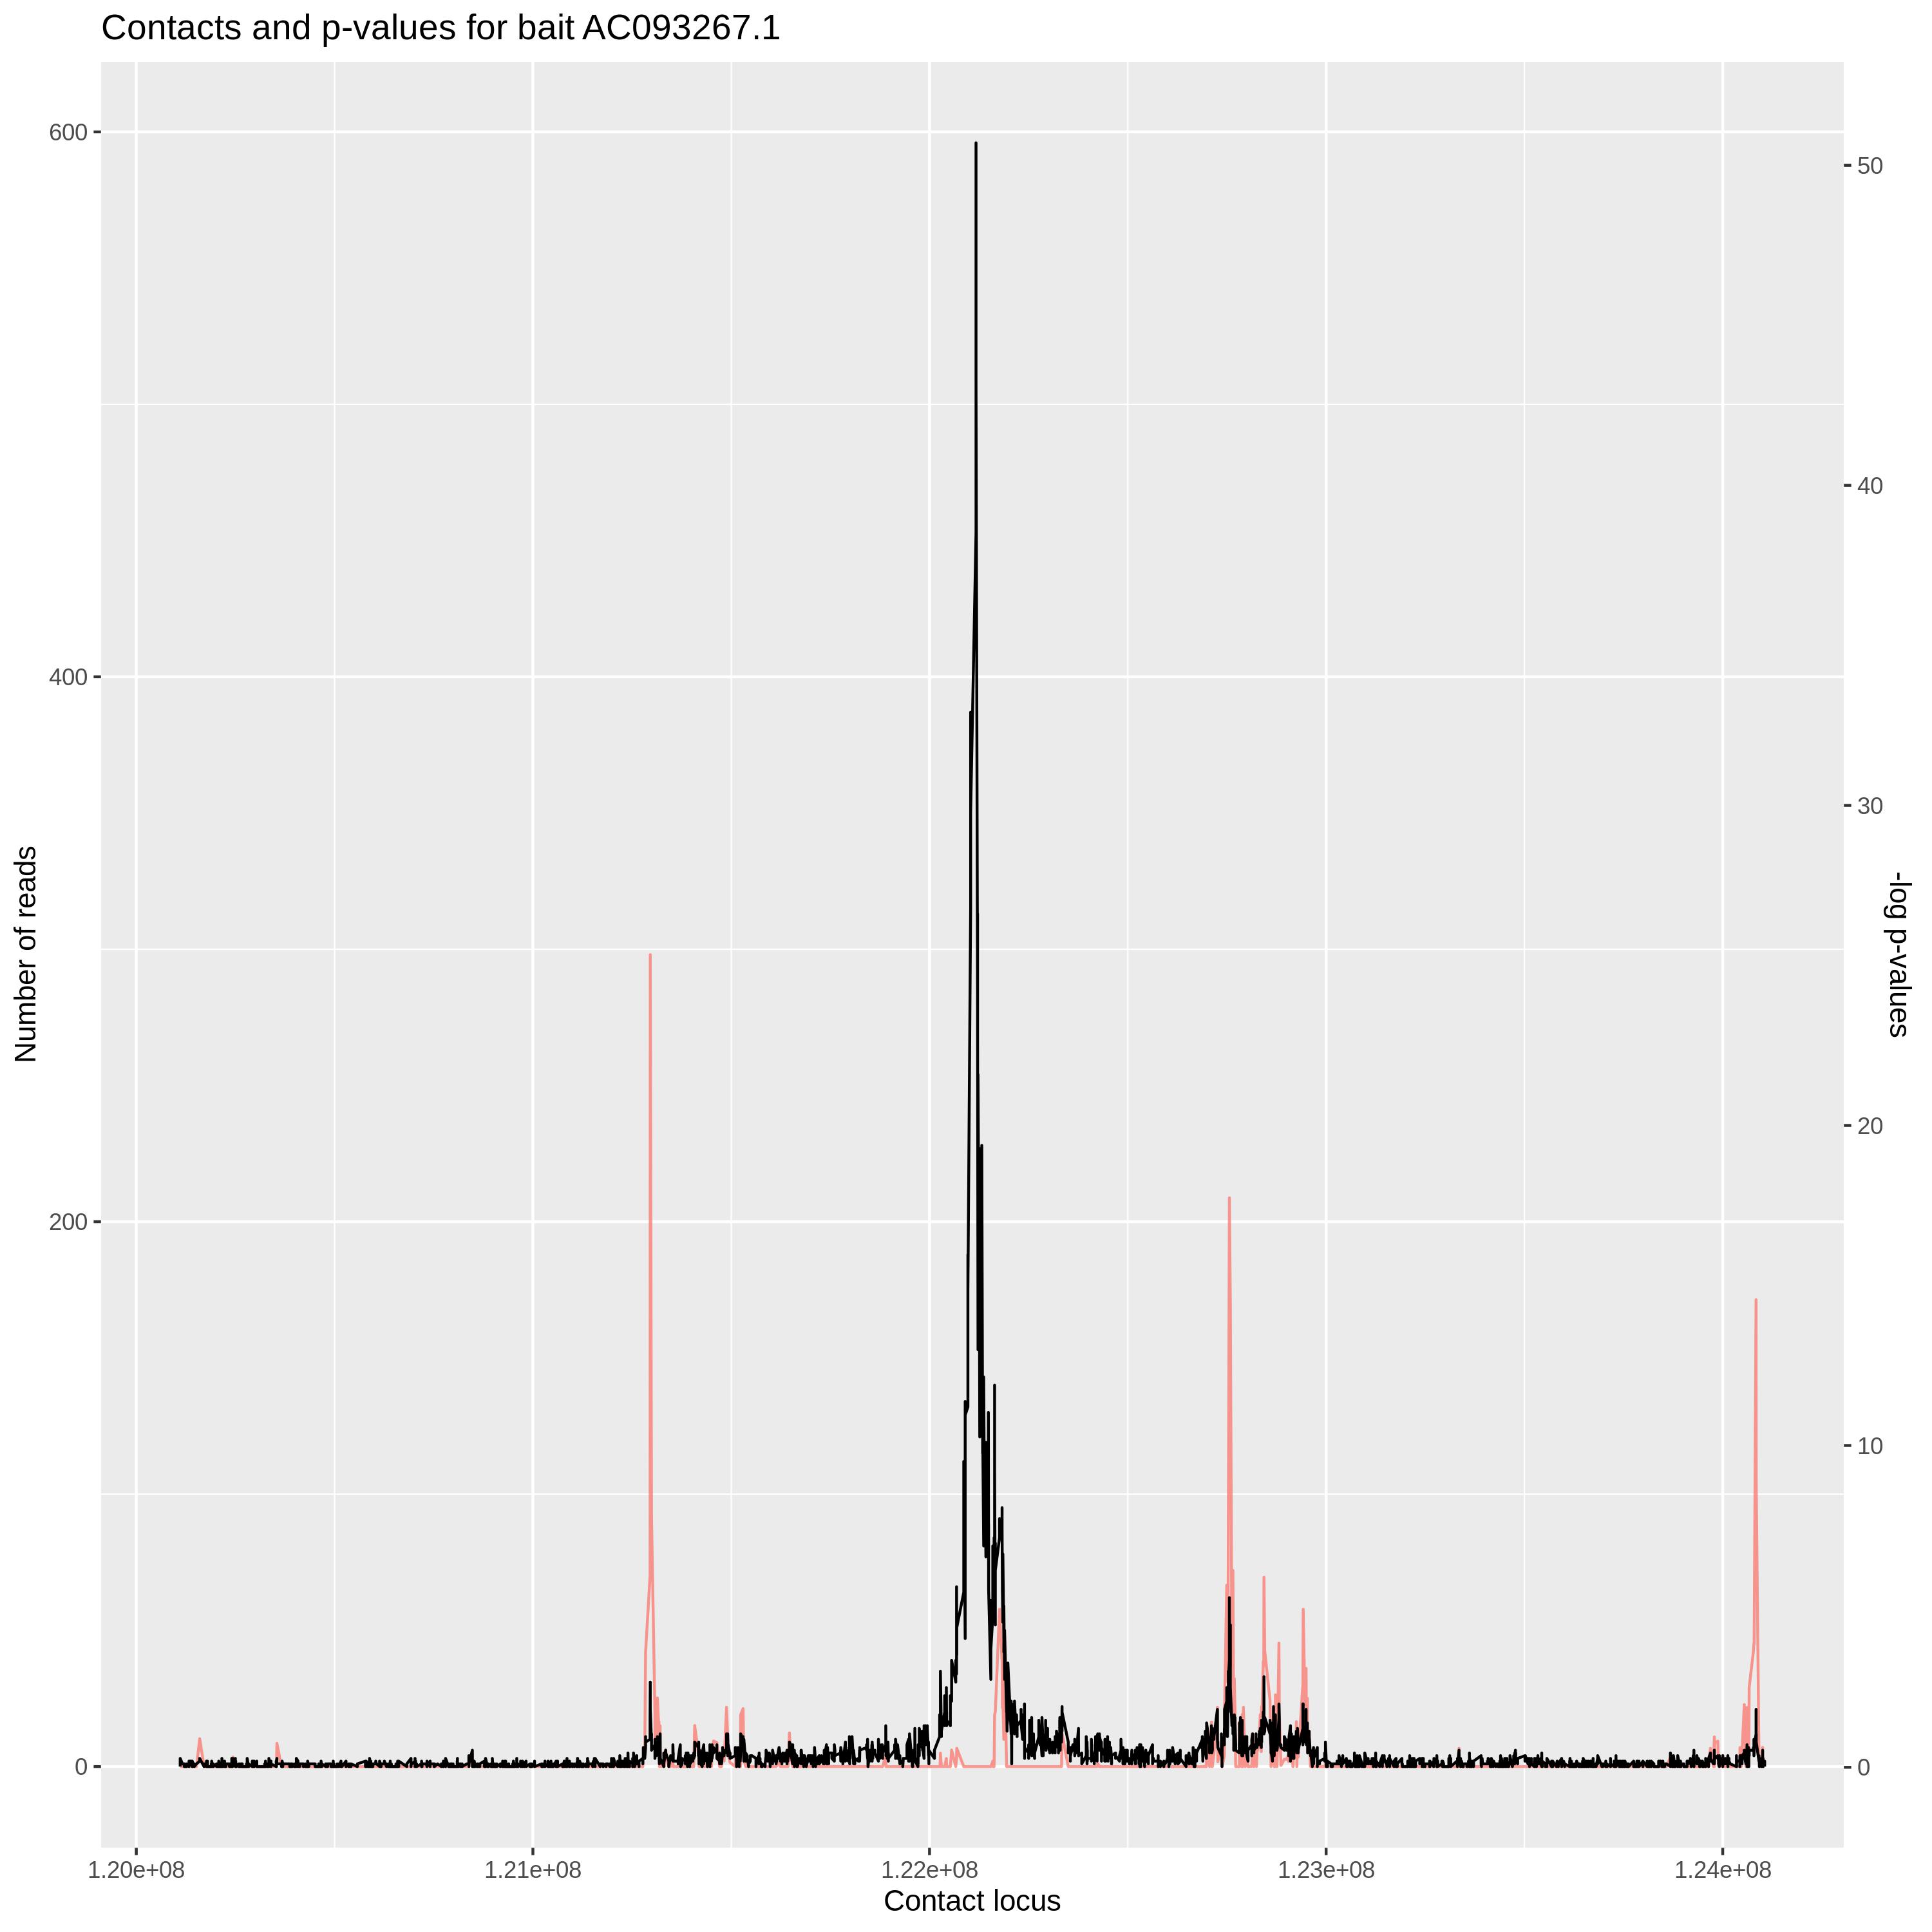 Contacts and p-values for bait AC093267.1
600
400
200
0
Number of reads
50
40
30
20
10
0
-log p-values
1.20e+08 1.21e+08 1.22e+08 1.23e+08 1.24e+08
Contact locus